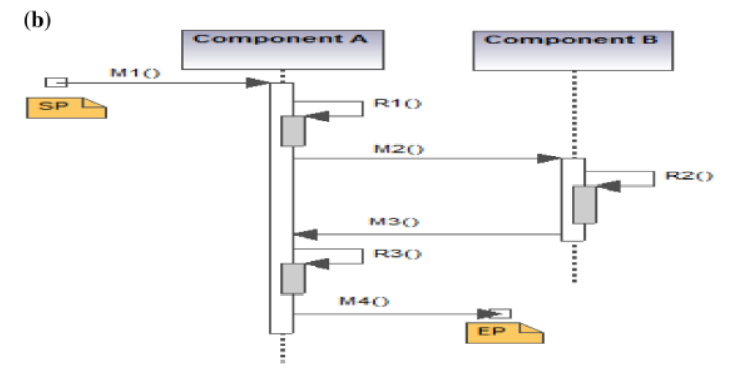 (b)
Component A
Component B
M1()
SP
R1()
M2()
R2()
M3()
R3()
M4()
EP